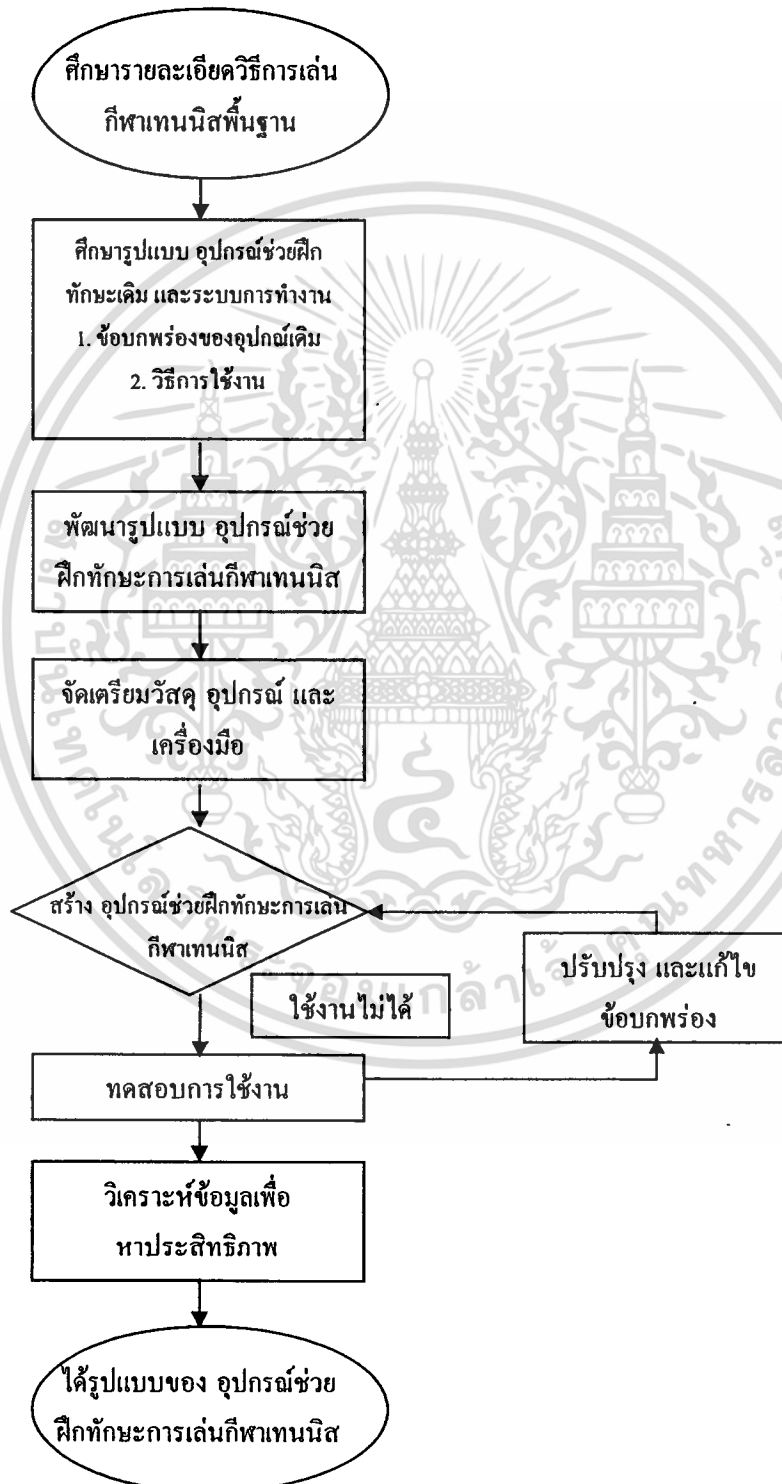 ศึกษารายละเอียดวิธีการเล่น
กีฬาเทนนิสพื้นฐาน
ศึกษารูปแบบ อุปกรณ์ช่วยฝึก
ทักษะเดิม และระบบการทำงาน
1. ข้อบกพร่องของอุปกณ์เดิม
2. วิธีการใช้งาน
พัฒนารูปแบบ อุปกรณ์ช่วย
ฝึกทักษะการเล่นกีฬาเทนนิส
จัดเตรียมวัสดุ อุปกรณ์ และ
เครื่องมือ
สร้าง อุปกรณ์ช่วยฝึกทักษะการเล่น
กีฬาเทนนิส
ใช้งานไม่ได้
ปรับปรุง และแก้ไข
ข้อบกพร่อง
ทดสอบการใช้งาน
วิเคราะห์ข้อมูลเพื่อ
หาประสิทธิภาพ
ได้รูปแบบของ อุปกรณ์ช่วย
ฝึกทักษะการเล่นกีฬาเทนนิส